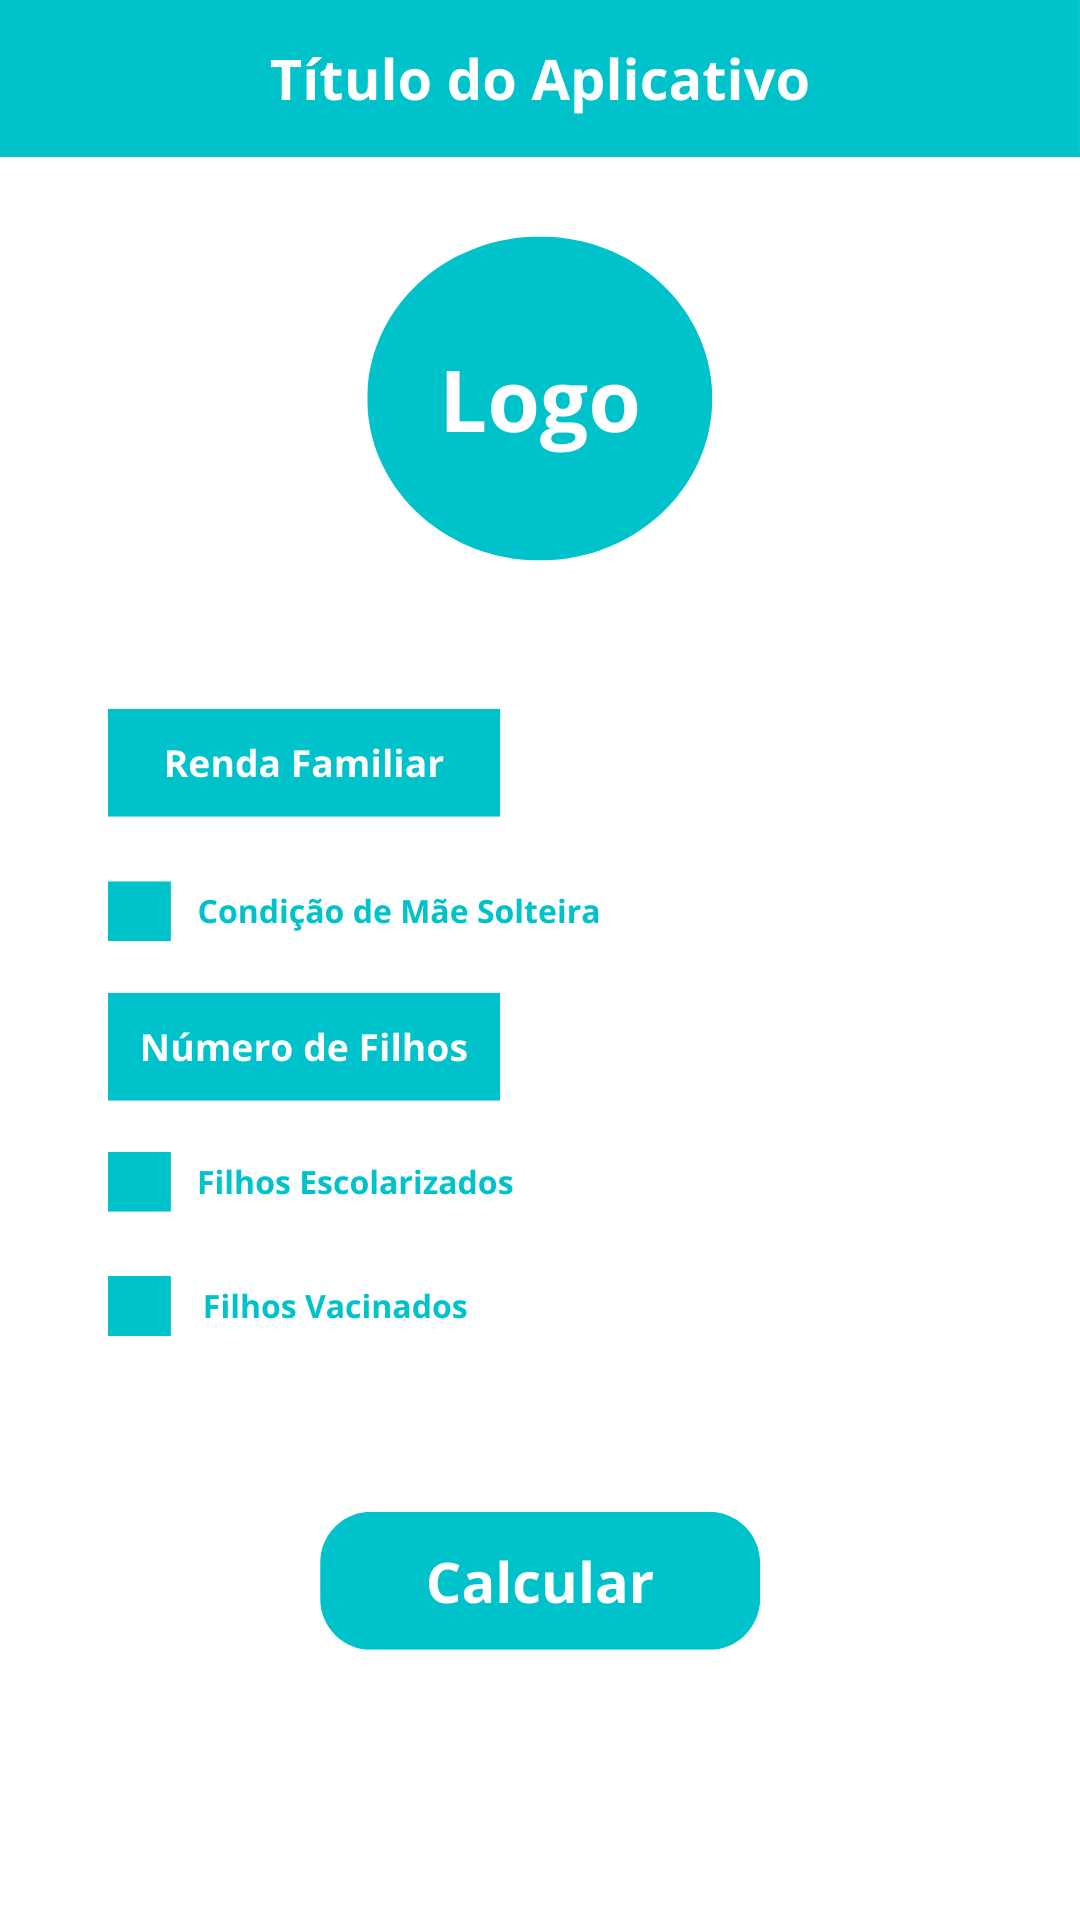 Título do Aplicativo
Logo
Renda Familiar
Condição de Mãe Solteira
Número de Filhos
Filhos Escolarizados
Filhos Vacinados
Calcular